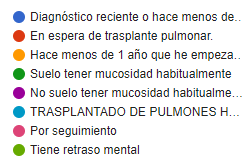 Diagnóstico reciente o hace menos de...
En espera de trasplante pulmonar.
Hace menos de 1 año que he empeza...
Suelo tener mucosidad habitualmente
No suelo tener mucosidad habitualme...
TRASPLANTADO DE PULMONES H...
Por seguimiento
Tiene retraso mental